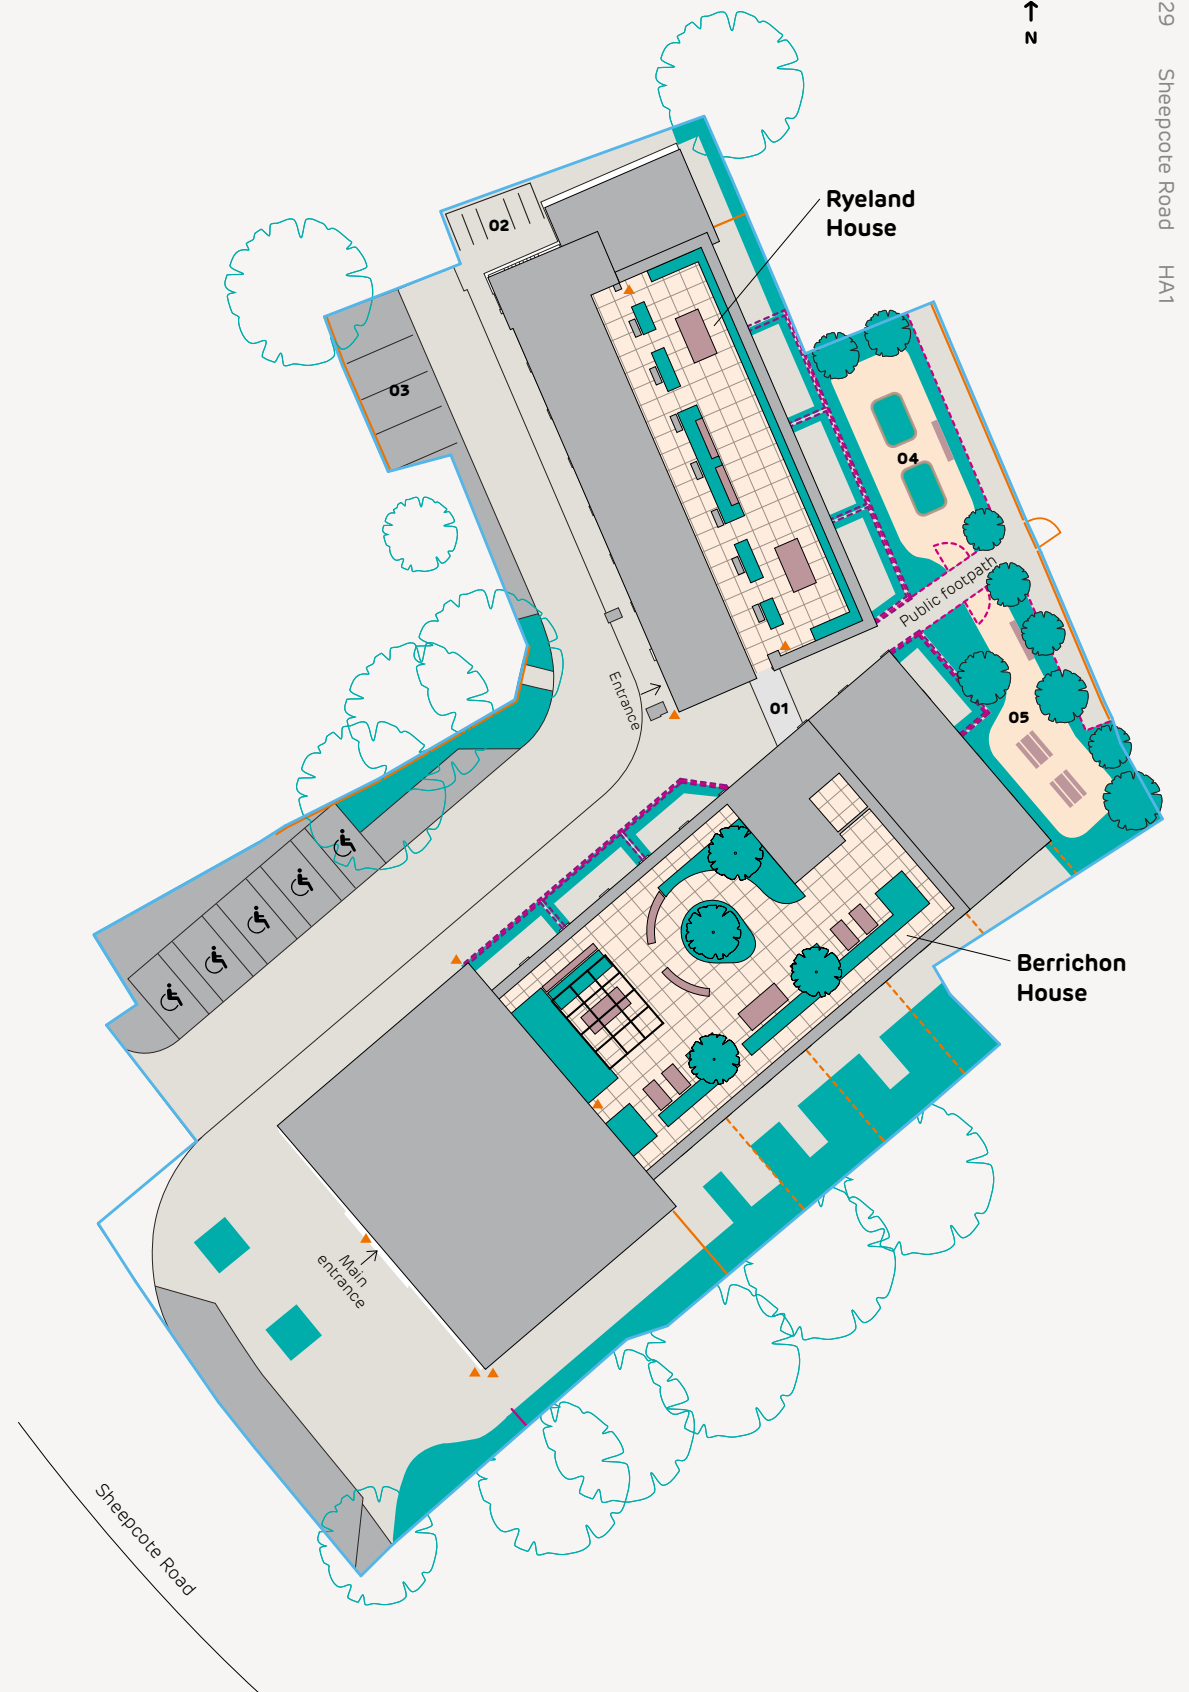 N
29 Sheepcote Road HA1
Ryeland
House
02
03
04
Public footpath
Entrance
01
05
Berrichon
House
Main
entrance
Sheepcote Road